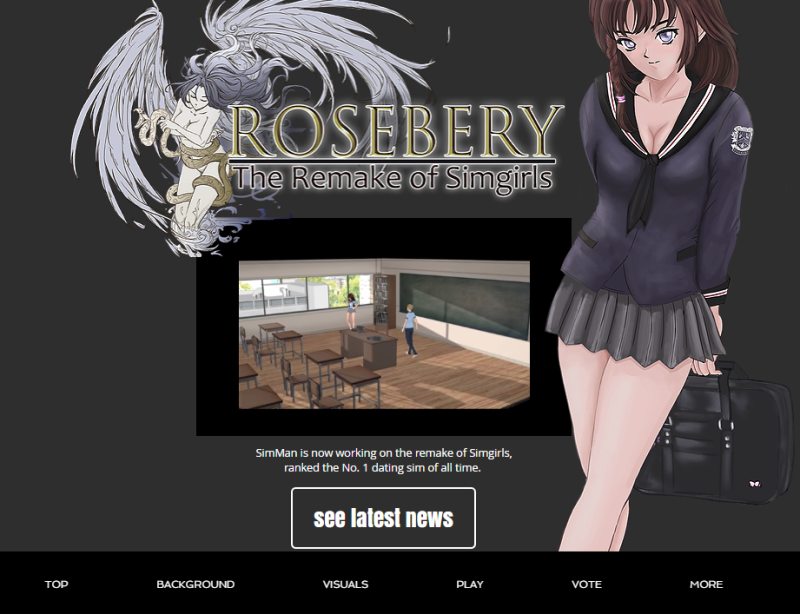 ROSEBERY
The Remake of Simgirls
SimMan is now working on the remake of Simgirls,
ranked the No. 1 dating sim of all time.
see latest news
TOP BACKGROUND VISUALS PLAY VOTE MORE